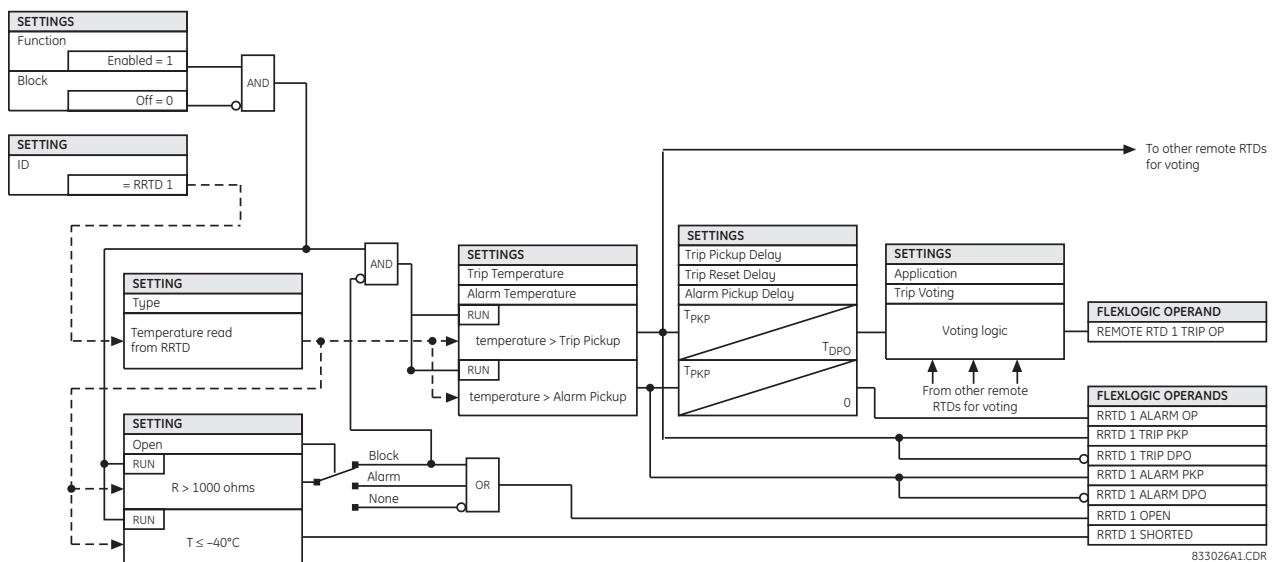 SETTINGS
Function
Enabled = 1
Block
Off = 0
AND
SETTING
ID
= RRTD 1
To other remote RTDs
for voting
AND
SETTING
Type
Temperature read
from RRTD
SETTINGS
Trip Temperature
Alarm Temperature
RUN
temperature > Trip Pickup
RUN
temperature > Alarm Pickup
SETTINGS
Trip Pickup Delay
Trip Reset Delay
Alarm Pickup Delay
TPKP
TDPO
TPKP
0
SETTINGS
Application
Trip Voting
Voting logic
From other remote
RTDs for voting
FLEXLOGIC OPERAND
REMOTE RTD 1 TRIP OP
SETTING
Open
RUN
R > 1000 ohms
RUN
T ≤ –40°C
Block
Alarm
None
OR
FLEXLOGIC OPERANDS
RRTD 1 ALARM OP
RRTD 1 TRIP PKP
RRTD 1 TRIP DPO
RRTD 1 ALARM PKP
RRTD 1 ALARM DPO
RRTD 1 OPEN
RRTD 1 SHORTED
833026A1.CDR